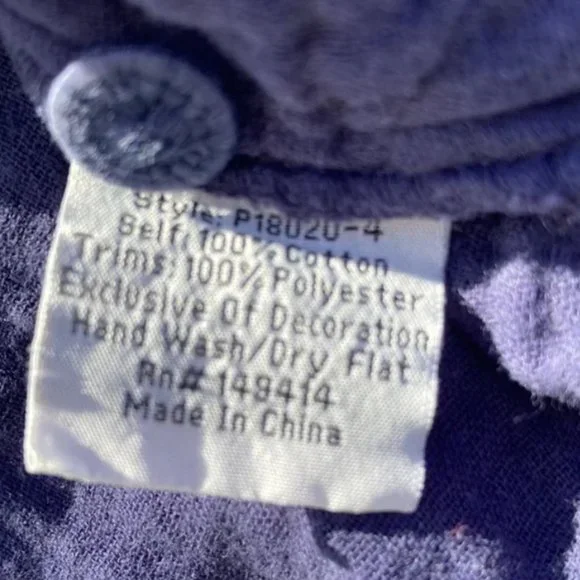 Style: P18020-4
Self: 100% Cotton
Trims: 100% Polyester
Exclusive Of Decoration
Hand Wash/Dry Flat
Rn# 149414
Made In China